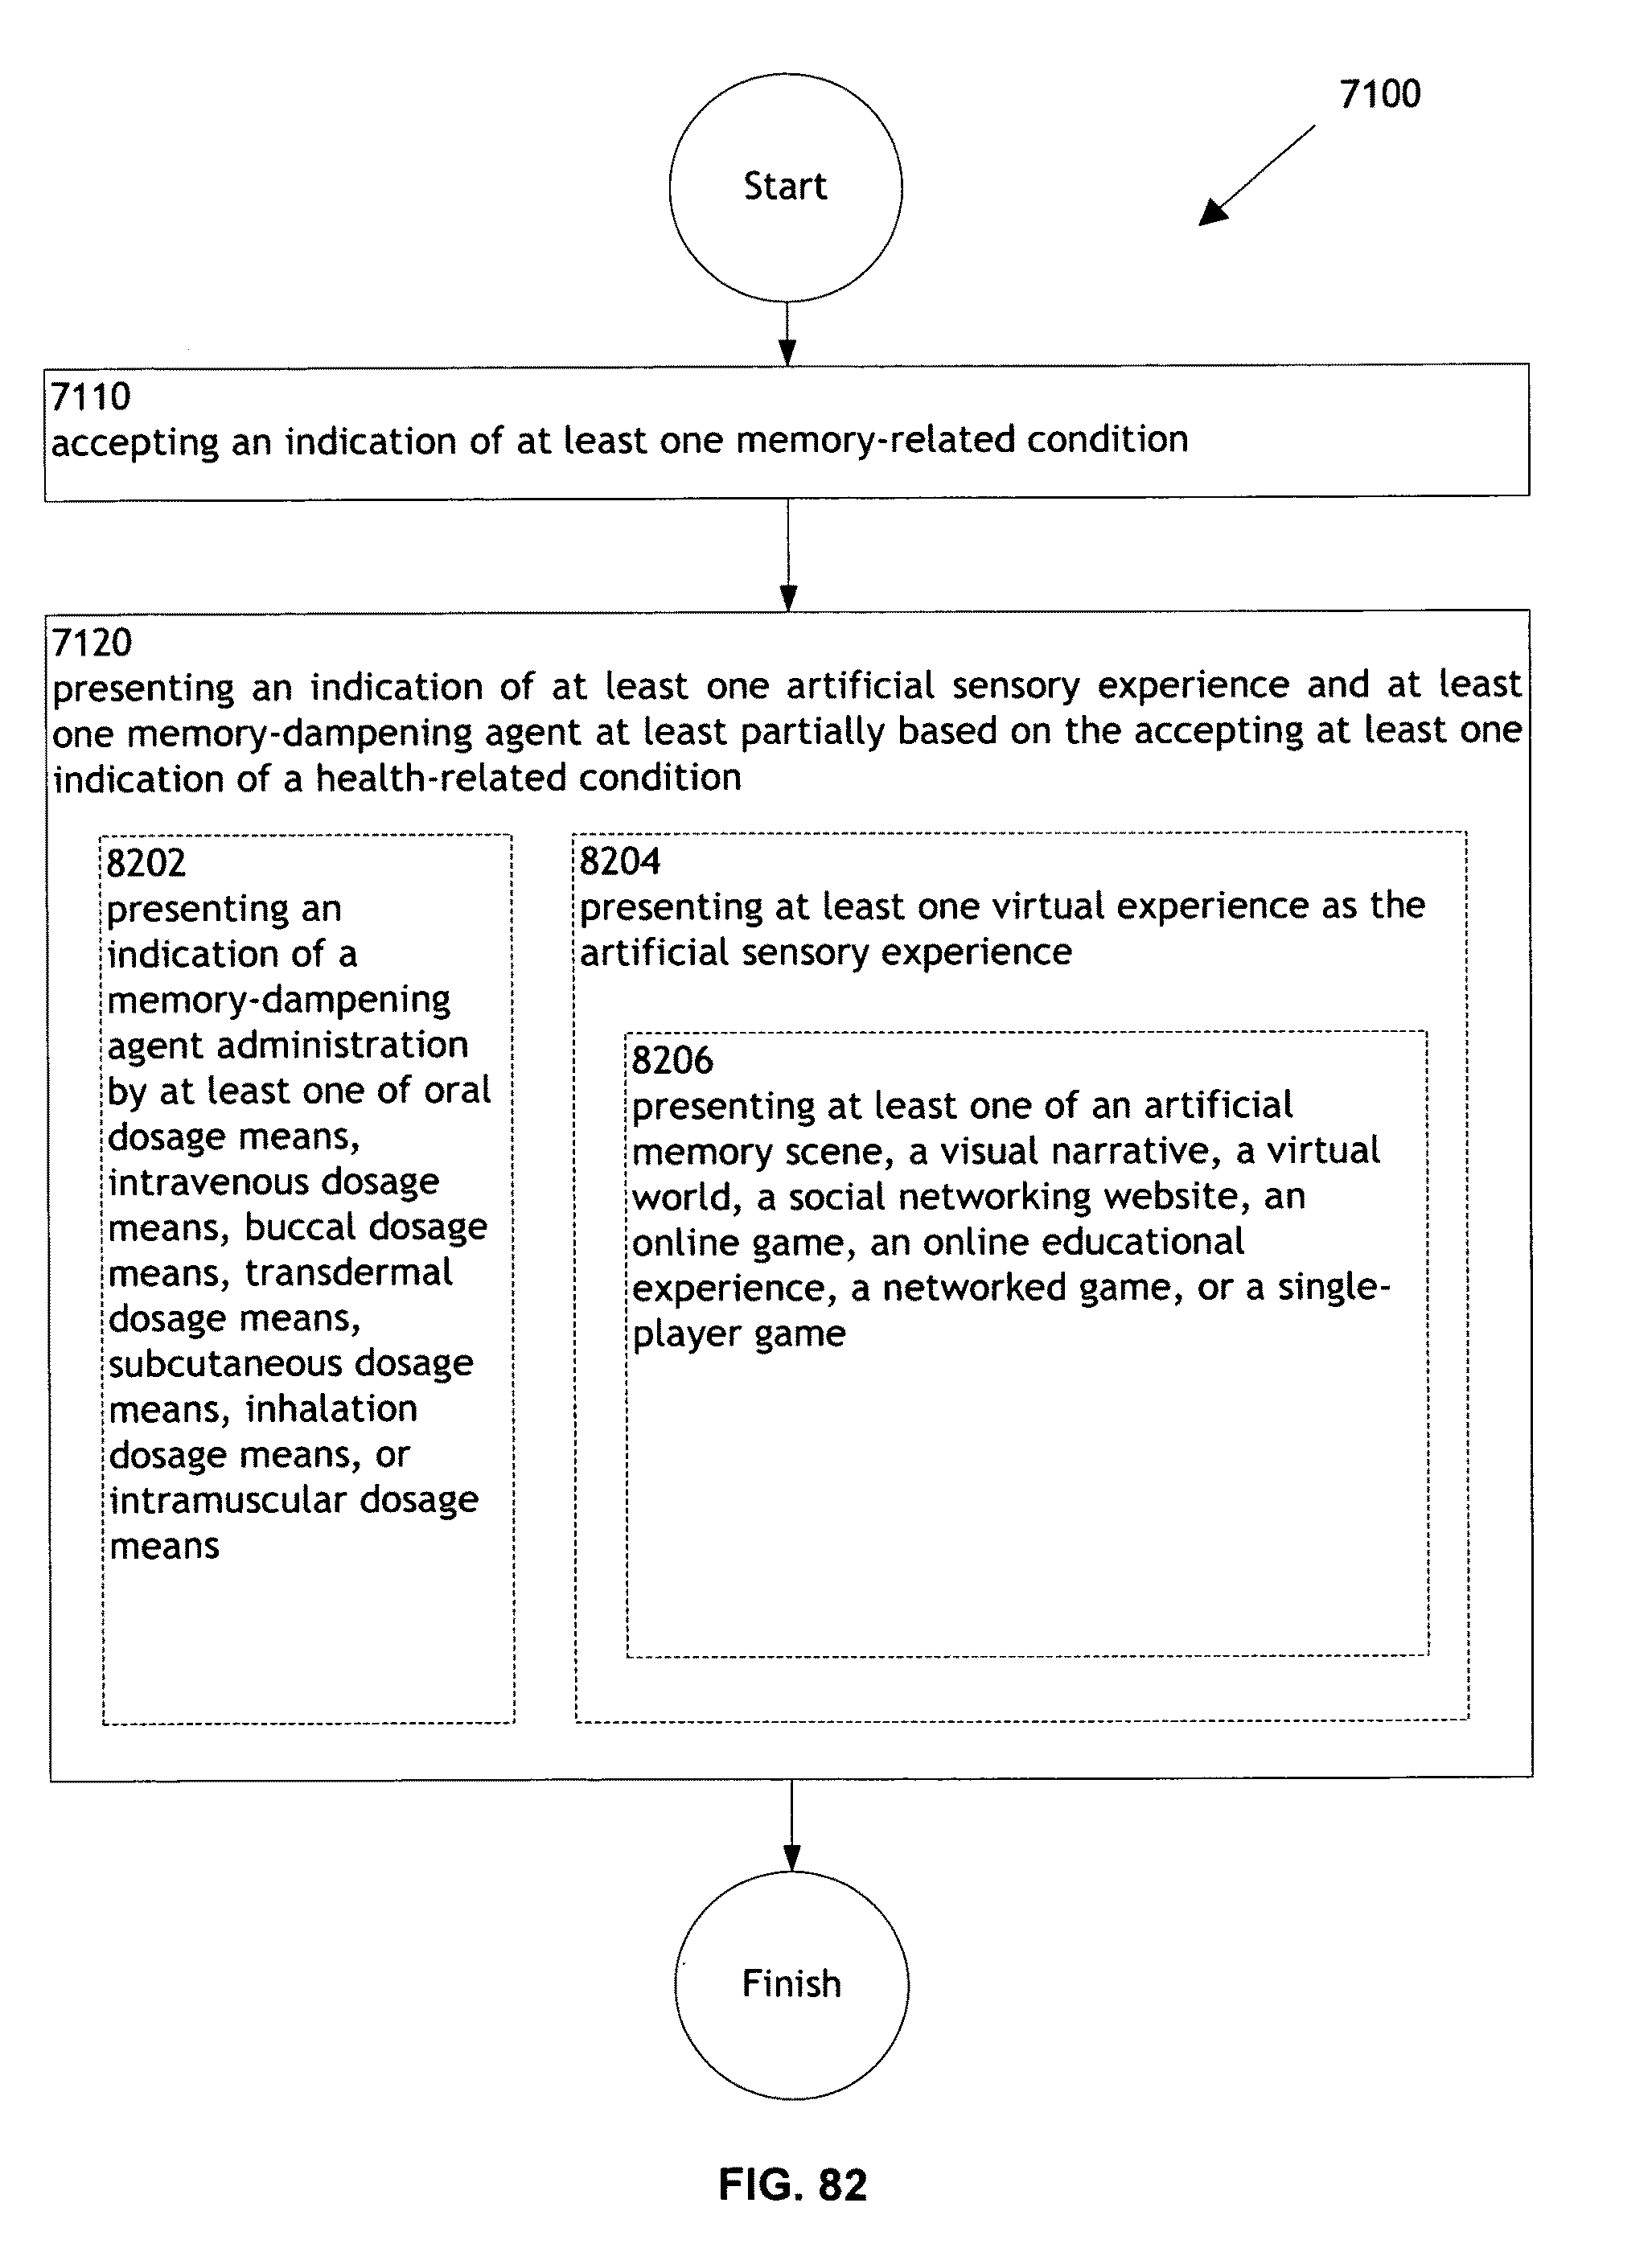 7100
Start
7110
accepting an indication of at least one memory-related condition
7120
presenting an indication of at least one artificial sensory experience and at least
one memory-dampening agent at least partially based on the accepting at least one
indication of a health-related condition
8202
presenting an
indication of a
memory-dampening
agent administration
by at least one of oral
dosage means,
intravenous dosage
means, buccal dosage
means, transdermal
dosage means,
subcutaneous dosage
means, inhalation
dosage means, or
intramuscular dosage
means
8204
presenting at least one virtual experience as the
artificial sensory experience
8206
presenting at least one of an artificial
memory scene, a visual narrative, a virtual
world, a social networking website, an
online game, an online educational
experience, a networked game, or a single-
player game
Finish
FIG. 82